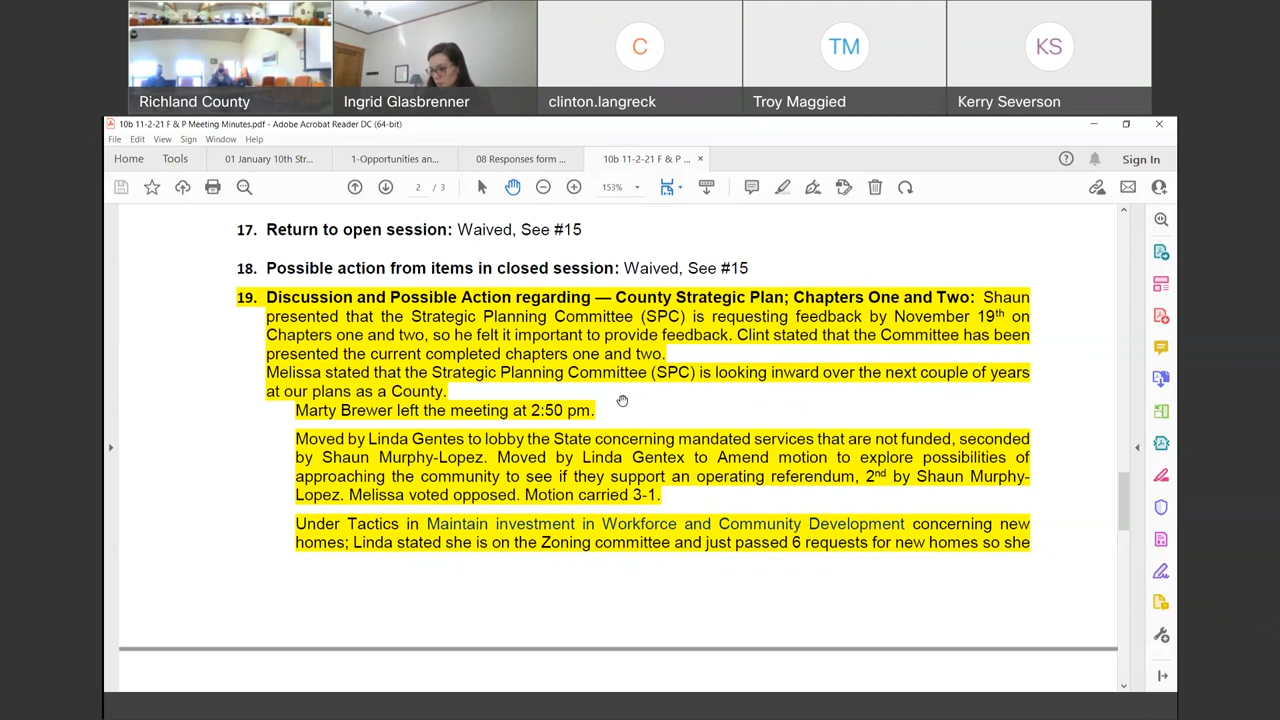 C
TM
KS
Richland County
Ingrid Glasbrenner
clinton.langreck
Troy Maggied
Kerry Severson
10b 11-2-21 F & P Meeting Minutes.pdf - Adobe Acrobat Reader DC (64-bit)
File Edit View Sign Window Help
Home Tools 01 January 10th Str... 1-Opportunities an... 08 Responses form ... 10b 11-2-21 F & P ... × Sign In
2 / 3 153%
17. Return to open session: Waived, See #15
18. Possible action from items in closed session: Waived, See #15
19. Discussion and Possible Action regarding — County Strategic Plan; Chapters One and Two: Shaun
presented that the Strategic Planning Committee (SPC) is requesting feedback by November 19th on
Chapters one and two, so he felt it important to provide feedback. Clint stated that the Committee has been
presented the current completed chapters one and two.
Melissa stated that the Strategic Planning Committee (SPC) is looking inward over the next couple of years
at our plans as a County.
Marty Brewer left the meeting at 2:50 pm.
Moved by Linda Gentes to lobby the State concerning mandated services that are not funded, seconded
by Shaun Murphy-Lopez. Moved by Linda Gentex to Amend motion to explore possibilities of
approaching the community to see if they support an operating referendum, 2nd by Shaun Murphy-
Lopez. Melissa voted opposed. Motion carried 3-1.
Under Tactics in Maintain investment in Workforce and Community Development concerning new
homes; Linda stated she is on the Zoning committee and just passed 6 requests for new homes so she